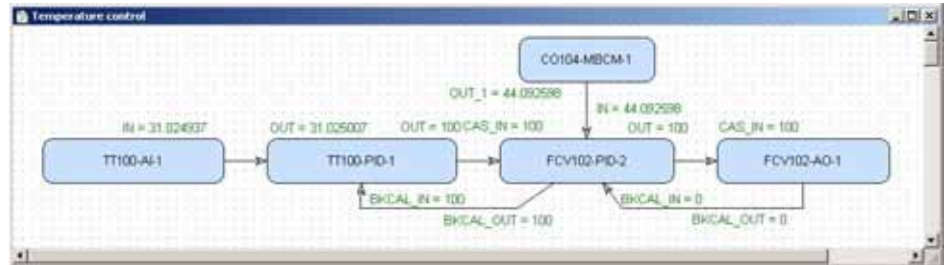 Temperature control
CO104-MBCM-1
OUT_1 = 44.092598
IN = 44.092598
IN = 31.024937
OUT = 31.025007
OUT = 100
CAS_IN = 100
OUT = 100
CAS_IN = 100
TT100-AI-1
TT100-PID-1
FCV102-PID-2
FCV102-AO-1
BKCAL_IN = 100
BKCAL_IN = 0
BKCAL_OUT = 100
BKCAL_OUT = 0